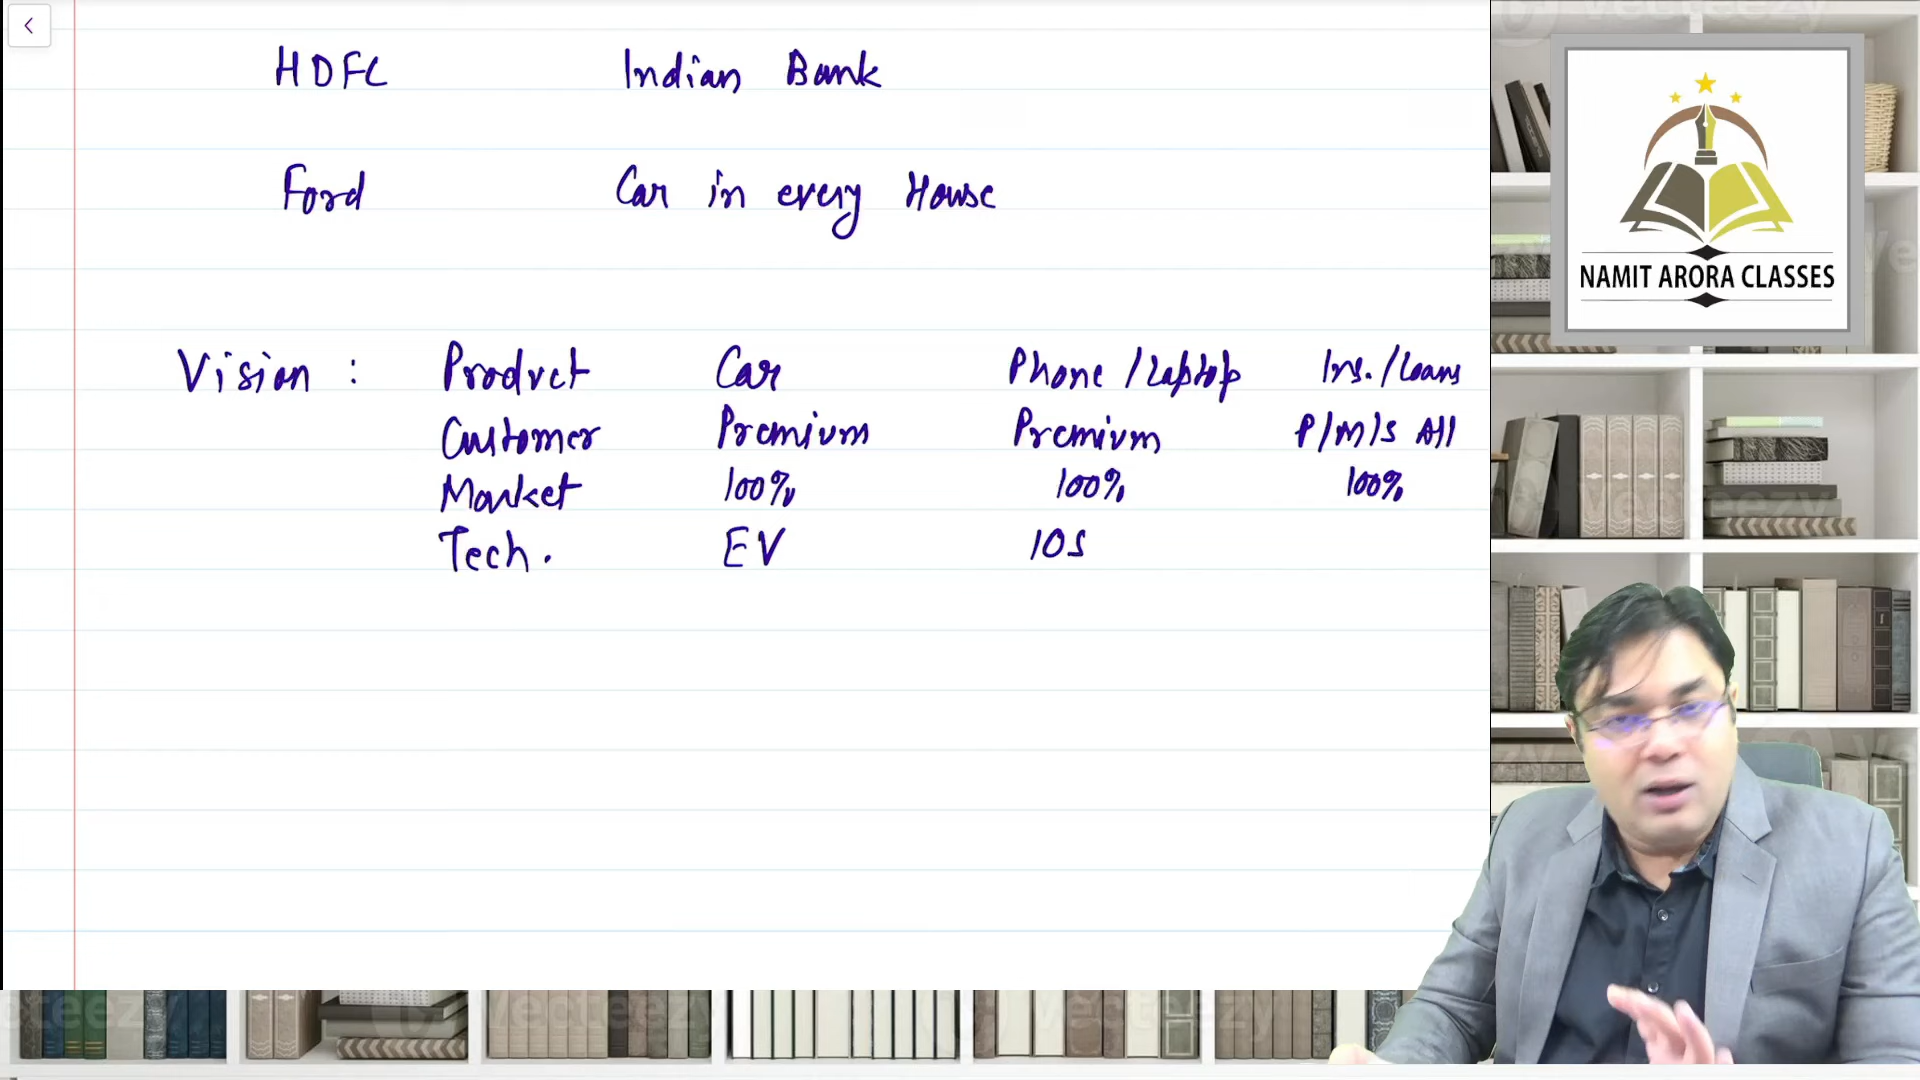 HDFC Indian Bank
Ford Car in every House
Vision : Product Car Phone / Laptop Ins. / Loans
Customer Premium Premium P/M/S All
Market 100% 100% 100%
Tech. EV IOS
NAMIT ARORA CLASSES
vecteezy